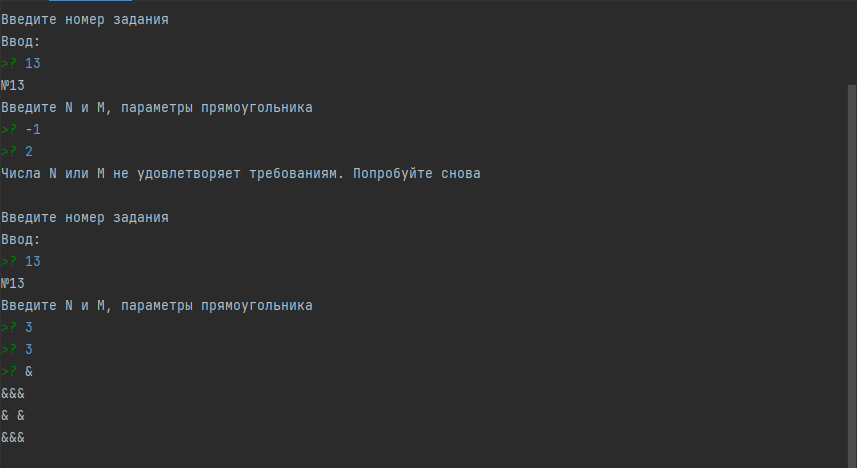 Введите номер задания
Ввод:
>? 13
№13
Введите N и M, параметры прямоугольника
>? -1
>? 2
Числа N или M не удовлетворяет требованиям. Попробуйте снова
Введите номер задания
Ввод:
>? 13
№13
Введите N и M, параметры прямоугольника
>? 3
>? 3
>? &
&&&
& &
&&&